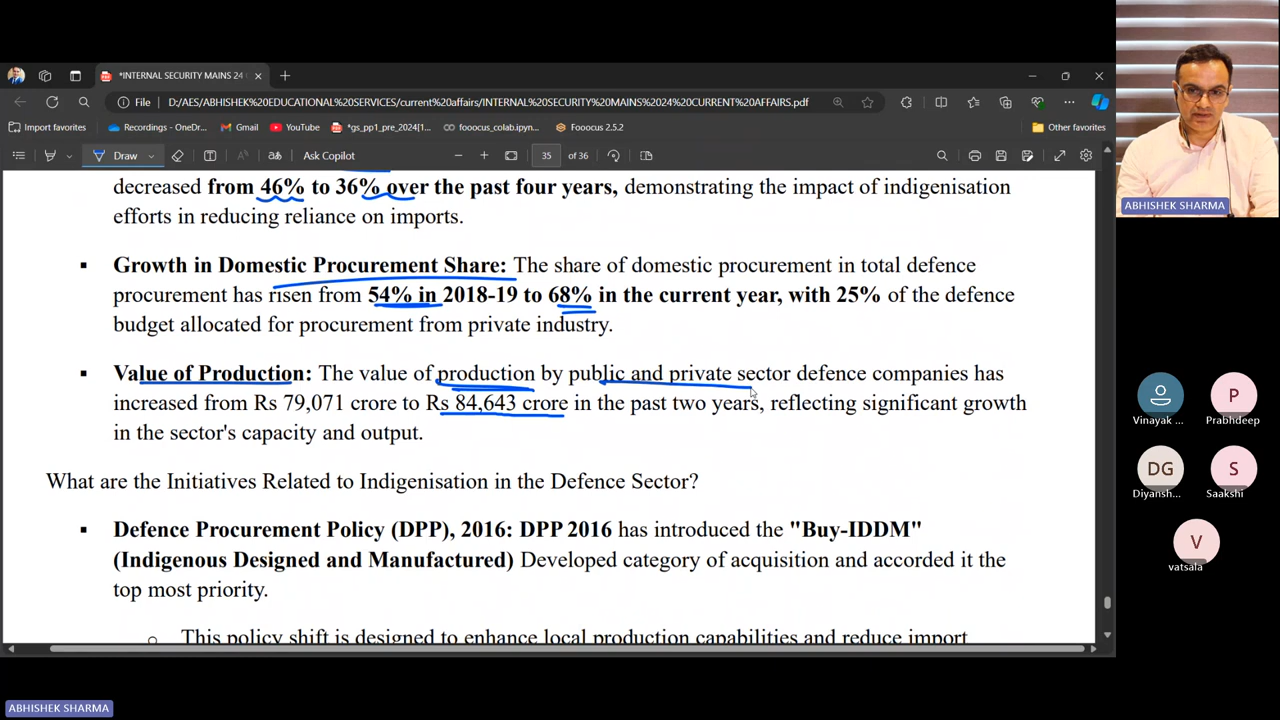 *INTERNAL SECURITY MAINS 24
File
D:/AES/ABHISHEK%20EDUCATIONAL%20SERVICES/current%20affairs/INTERNAL%20SECURITY%20MAINS%202024%20CURRENT%20AFFAIRS.pdf
Import favorites
Recordings - OneDr...
Gmail
YouTube
*gs_pp1_pre_2024[1...
foooocus_colab.ipyn...
Fooocus 2.5.2
Other favorites
Draw
Ask Copilot
35 of 36
decreased from 46% to 36% over the past four years, demonstrating the impact of indigenisation
efforts in reducing reliance on imports.
▪ Growth in Domestic Procurement Share: The share of domestic procurement in total defence
procurement has risen from 54% in 2018-19 to 68% in the current year, with 25% of the defence
budget allocated for procurement from private industry.
▪ Value of Production: The value of production by public and private sector defence companies has
increased from Rs 79,071 crore to Rs 84,643 crore in the past two years, reflecting significant growth
in the sector's capacity and output.
What are the Initiatives Related to Indigenisation in the Defence Sector?
▪ Defence Procurement Policy (DPP), 2016: DPP 2016 has introduced the "Buy-IDDM"
(Indigenous Designed and Manufactured) Developed category of acquisition and accorded it the
top most priority.
o This policy shift is designed to enhance local production capabilities and reduce import
ABHISHEK SHARMA
Vinayak ...
P
Prabhdeep
DG
Diyansh...
S
Saakshi
V
vatsala
ABHISHEK SHARMA